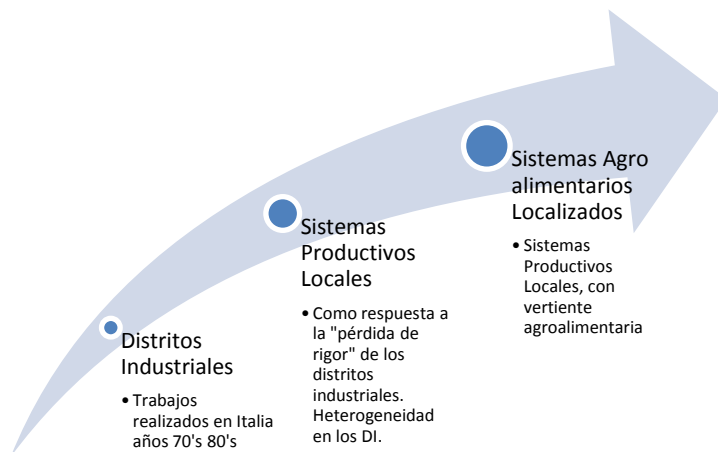 Distritos
Industriales
• Trabajos
realizados en Italia
años 70's 80's
Sistemas
Productivos
Locales
• Como respuesta a
la "pérdida de
rigor" de los
distritos
industriales.
Heterogeneidad
en los DI.
Sistemas Agro
alimentarios
Localizados
• Sistemas
Productivos
Locales, con
vertiente
agroalimentaria